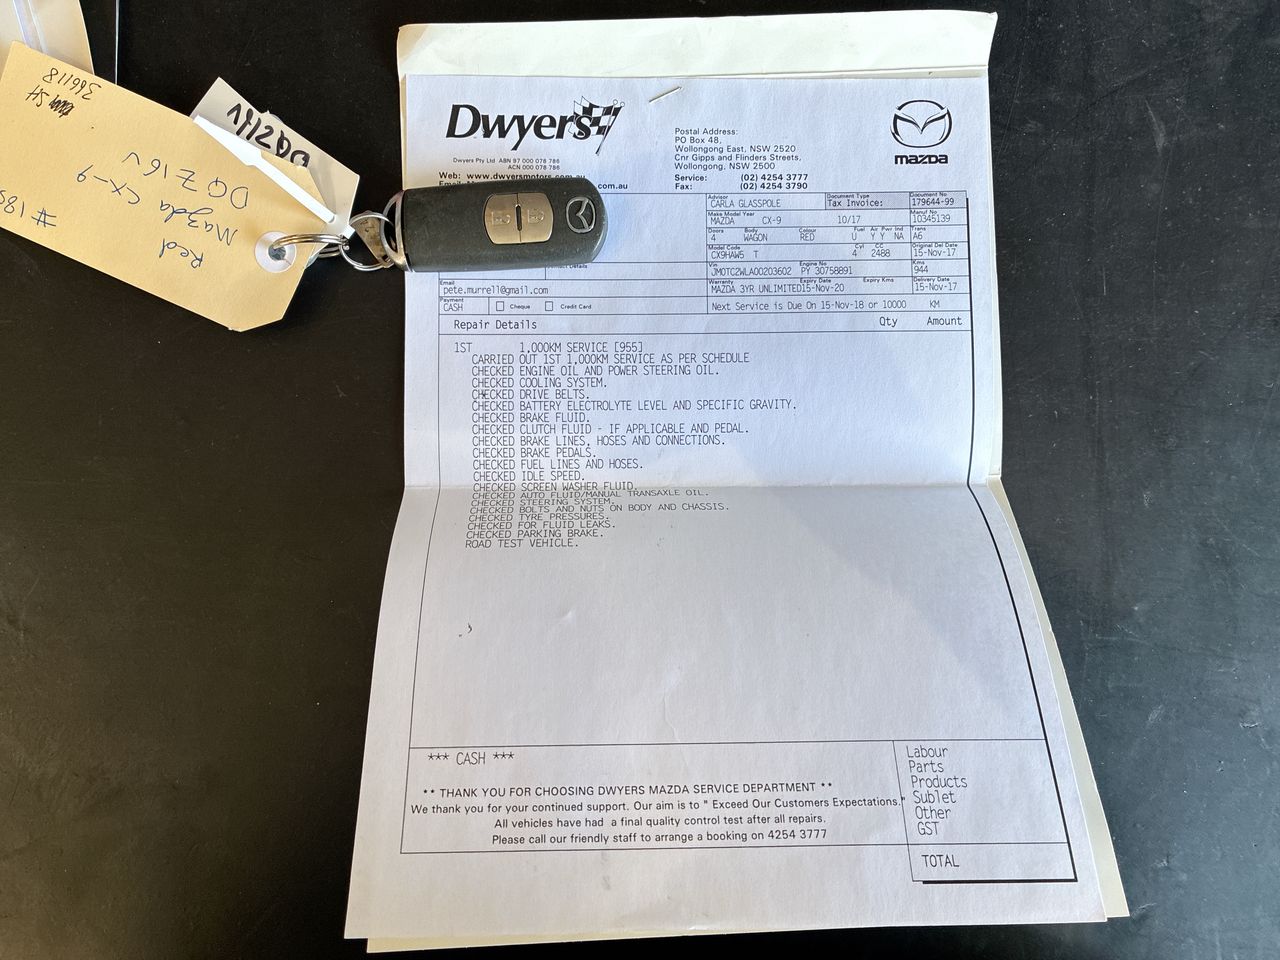 366118
SH
Red
Mazda CX-9
DQZ16V
DQZ16V
Dwyers
Dwyers Pty Ltd ABN 97 000 078 786
ACN 000 078 786
Web: www.dwyersmotors.com.au
.com.au
Postal Address:
PO Box 48,
Wollongong East, NSW 2520
Cnr Gipps and Flinders Streets,
Wollongong, NSW 2500
Service: (02) 4254 3777
Fax: (02) 4254 3790
mazda
Advisor Document Type Document No
CARLA GLASSPOLE Tax Invoice: 179644-99
Make Model Year Manuf No
MAZDA CX-9 10/17 10345139
Doors Body Colour Fuel Air Pwr Ing Trans
4 WAGON RED U Y Y NA A6
Model Code Cyl CC Original Del Date
CX9HAW5 T 4 2488 15-Nov-17
Vin Engine No Kms
JM0TC2WLA00203602 PY 30758891 944
Email Warranty Expiry Date Expiry Kms Delivery Date
pete.murrell@gmail.com MAZDA 3YR UNLIMITED15-Nov-20 15-Nov-17
Payment
CASH Cheque Credit Card Next Service is Due On 15-Nov-18 or 10000 KM
Repair Details Qty Amount
1ST 1,000KM SERVICE [955]
CARRIED OUT 1ST 1,000KM SERVICE AS PER SCHEDULE
CHECKED ENGINE OIL AND POWER STEERING OIL.
CHECKED COOLING SYSTEM.
CHECKED DRIVE BELTS.
CHECKED BATTERY ELECTROLYTE LEVEL AND SPECIFIC GRAVITY.
CHECKED BRAKE FLUID.
CHECKED CLUTCH FLUID - IF APPLICABLE AND PEDAL.
CHECKED BRAKE LINES, HOSES AND CONNECTIONS.
CHECKED BRAKE PEDALS.
CHECKED FUEL LINES AND HOSES.
CHECKED IDLE SPEED.
CHECKED SCREEN WASHER FLUID.
CHECKED AUTO FLUID/MANUAL TRANSAXLE OIL.
CHECKED STEERING SYSTEM.
CHECKED BOLTS AND NUTS ON BODY AND CHASSIS.
CHECKED TYRE PRESSURES.
CHECKED FOR FLUID LEAKS.
CHECKED PARKING BRAKE.
ROAD TEST VEHICLE.
*** CASH ***
** THANK YOU FOR CHOOSING DWYERS MAZDA SERVICE DEPARTMENT **
We thank you for your continued support. Our aim is to " Exceed Our Customers Expectations."
All vehicles have had a final quality control test after all repairs.
Please call our friendly staff to arrange a booking on 4254 3777
Labour
Parts
Products
Sublet
Other
GST
TOTAL